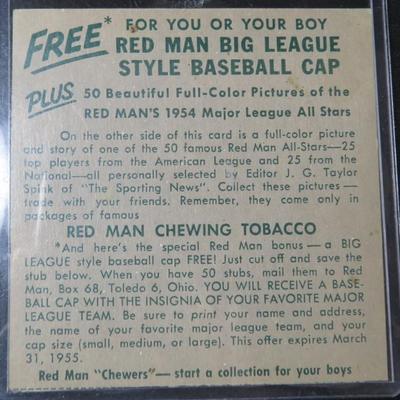 FREE* FOR YOU OR YOUR BOY
RED MAN BIG LEAGUE
STYLE BASEBALL CAP
PLUS 50 Beautiful Full-Color Pictures of the
RED MAN'S 1954 Major League All Stars
On the other side of this card is a full-color picture
and story of one of the 50 famous Red Man All-Stars—25
top players from the American League and 25 from the
National—all personally selected by Editor J. G. Taylor
Spink of "The Sporting News". Collect these pictures—
trade with your friends. Remember, they come only
in packages of famous
RED MAN CHEWING TOBACCO
*And here's the special Red Man bonus—a BIG
LEAGUE style baseball cap FREE! Just cut off and save the
stub below. When you have 50 stubs, mail them to Red
Man, Box 68, Toledo 6, Ohio. YOU WILL RECEIVE A BASE-
BALL CAP WITH THE INSIGNIA OF YOUR FAVORITE MAJOR
LEAGUE TEAM. Be sure to print your name and address,
the name of your favorite major league team, and your
cap size (small, medium, or large). This offer expires March
31, 1955.
Red Man "Chewers"—start a collection for your boys